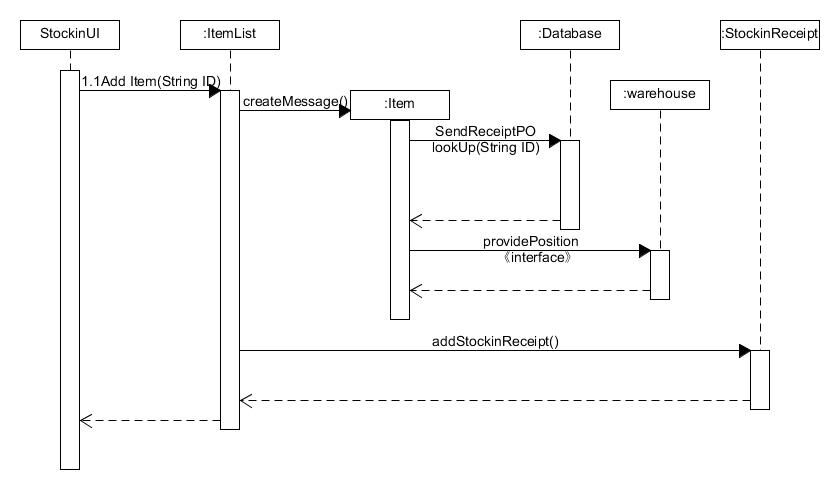 StockinUI
:ItemList
:Database
:StockinReceipt
1.1Add Item(String ID)
createMessage()
:Item
:warehouse
SendReceiptPO
lookUp(String ID)
providePosition
《interface》
addStockinReceipt()